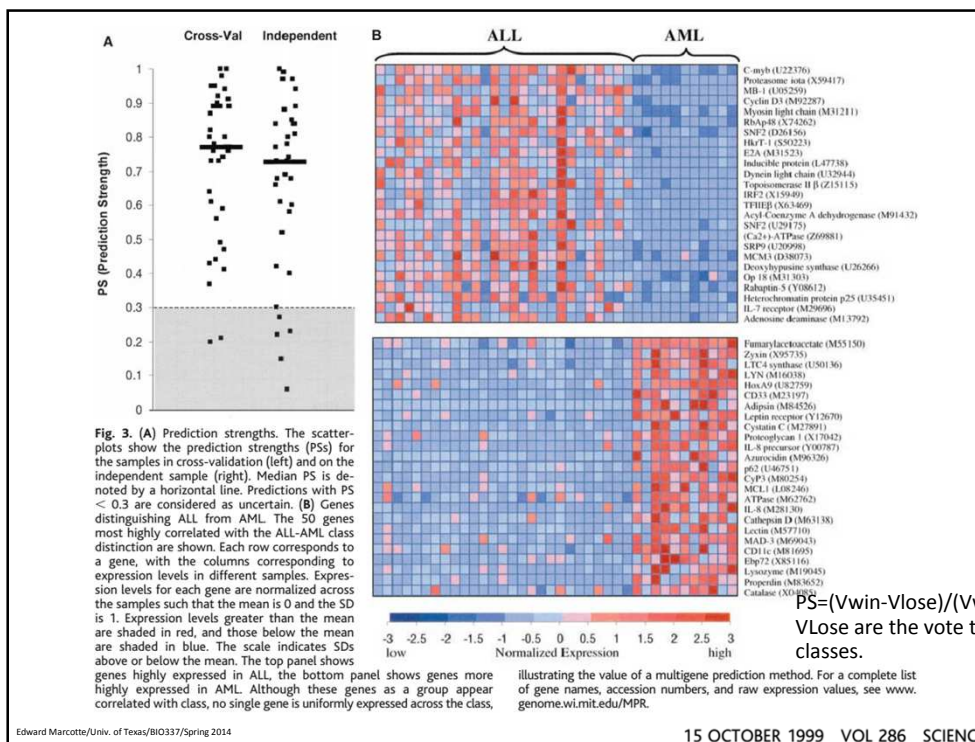 A
Cross-Val Independent
PS (Prediction Strength)
1
0.9
0.8
0.7
0.6
0.5
0.4
0.3
0.2
0.1
0
Fig. 3. (A) Prediction strengths. The scatter-
plots show the prediction strengths (PSs) for
the samples in cross-validation (left) and on the
independent sample (right). Median PS is de-
noted by a horizontal line. Predictions with PS
< 0.3 are considered as uncertain. (B) Genes
distinguishing ALL from AML. The 50 genes
most highly correlated with the ALL-AML class
distinction are shown. Each row corresponds to
a gene, with the columns corresponding to
expression levels in different samples. Expres-
sion levels for each gene are normalized across
the samples such that the mean is 0 and the SD
is 1. Expression levels greater than the mean
are shaded in red, and those below the mean
are shaded in blue. The scale indicates SDs
above or below the mean. The top panel shows
genes highly expressed in ALL, the bottom panel shows genes more
highly expressed in AML. Although these genes as a group appear
correlated with class, no single gene is uniformly expressed across the class,
B
ALL AML
C-myb (U22376)
Proteasome iota (X59417)
MB-1 (U05259)
Cyclin D3 (M92287)
Myosin light chain (M31211)
RbAp48 (X74262)
SNF2 (D26156)
HkrT-1 (S50223)
E2A (M31523)
Inducible protein (L47738)
Dynein light chain (U32944)
Topoisomerase II β (Z15115)
IRF2 (X15949)
TFIIEβ (X63469)
Acyl-Coenzyme A dehydrogenase (M91432)
SNF2 (U29175)
(Ca2+)-ATPase (Z69881)
SRP9 (U20998)
MCM3 (D38073)
Deoxyhypusine synthase (U26266)
Op 18 (M31303)
Rabaptin-5 (Y08612)
Heterochromatin protein p25 (U35451)
IL-7 receptor (M29696)
Adenosine deaminase (M13792)
Fumarylacetoacetate (M55150)
Zyxin (X95735)
LTC4 synthase (U50136)
LYN (M16038)
HoxA9 (U82759)
CD33 (M23197)
Adipsin (M84526)
Leptin receptor (Y12670)
Cystatin C (M27891)
Proteoglycan 1 (X17042)
IL-8 precursor (Y00787)
Azurocidin (M96326)
p62 (U46751)
CyP3 (M80254)
MCL1 (L08246)
ATPase (M62762)
IL-8 (M28130)
Cathepsin D (M63138)
Lectin (M57710)
MAD-3 (M69043)
CD11c (M81695)
Ebp72 (X85116)
Lysozyme (M19045)
Properdin (M83652)
Catalase (X04085)
-3 -2.5 -2 -1.5 -1 -0.5 0 0.5 1 1.5 2 2.5 3
low Normalized Expression high
PS=(Vwin-Vlose)/(Vw
VLose are the vote t
classes.
illustrating the value of a multigene prediction method. For a complete list
of gene names, accession numbers, and raw expression values, see www.
genome.wi.mit.edu/MPR.
Edward Marcotte/Univ. of Texas/BIO337/Spring 2014
15 OCTOBER 1999 VOL 286 SCIENC